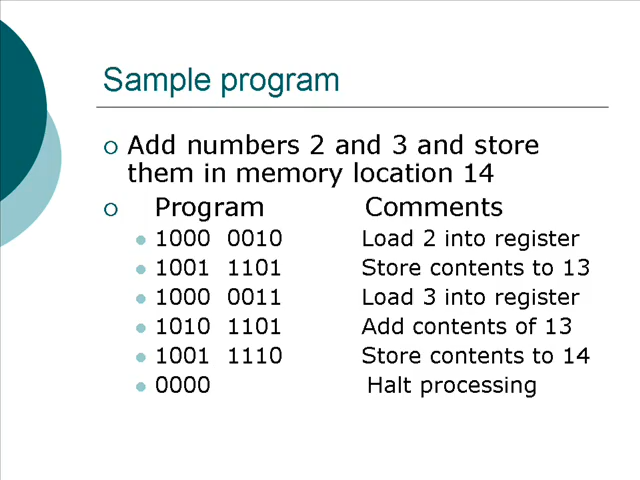 Sample program
Add numbers 2 and 3 and store
them in memory location 14
Program Comments
1000 0010 Load 2 into register
1001 1101 Store contents to 13
1000 0011 Load 3 into register
1010 1101 Add contents of 13
1001 1110 Store contents to 14
0000 Halt processing